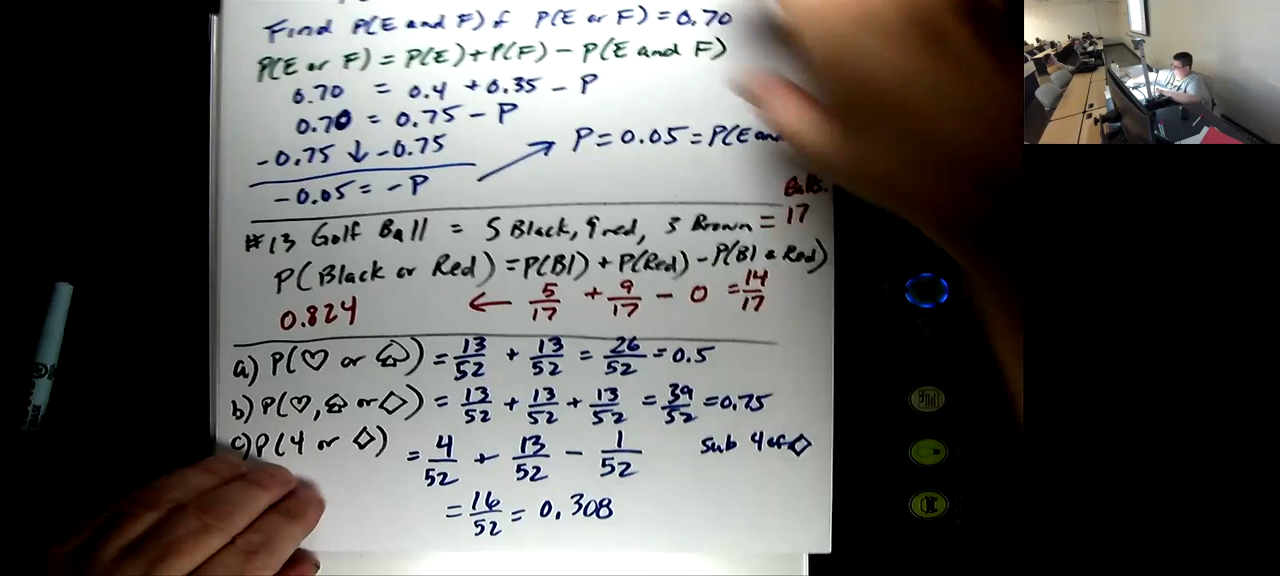 Find P(E and F) if P(E or F) = 0.70
P(E or F) = P(E) + P(F) - P(E and F)
0.70 = 0.4 + 0.35 - P
0.70 = 0.75 - P
-0.75 ↓ -0.75
-0.05 = -P
P = 0.05 = P(E and
Balls
#13 Golf Ball = 5 Black, 9 red, 3 Brown = 17
P(Black or Red) = P(Bl) + P(Red) - P(Bl & Red)
0.824 ← 5/17 + 9/17 - 0 = 14/17
a) P(♡ or ♤) = 13/52 + 13/52 = 26/52 = 0.5
b) P(♡, ♤ or ◇) = 13/52 + 13/52 + 13/52 = 39/52 = 0.75
c) P(4 or ◇) = 4/52 + 13/52 - 1/52 Sub 4 of ◇
= 16/52 = 0.308